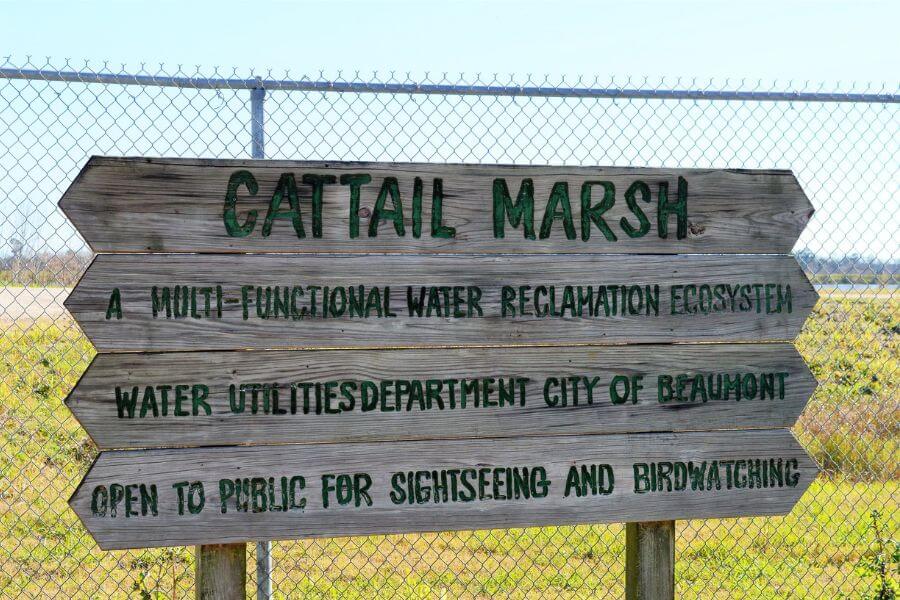 CATTAIL MARSH
A MULTI-FUNCTIONAL WATER RECLAMATION ECOSYSTEM
WATER UTILITIES DEPARTMENT CITY OF BEAUMONT
OPEN TO PUBLIC FOR SIGHTSEEING AND BIRDWATCHING